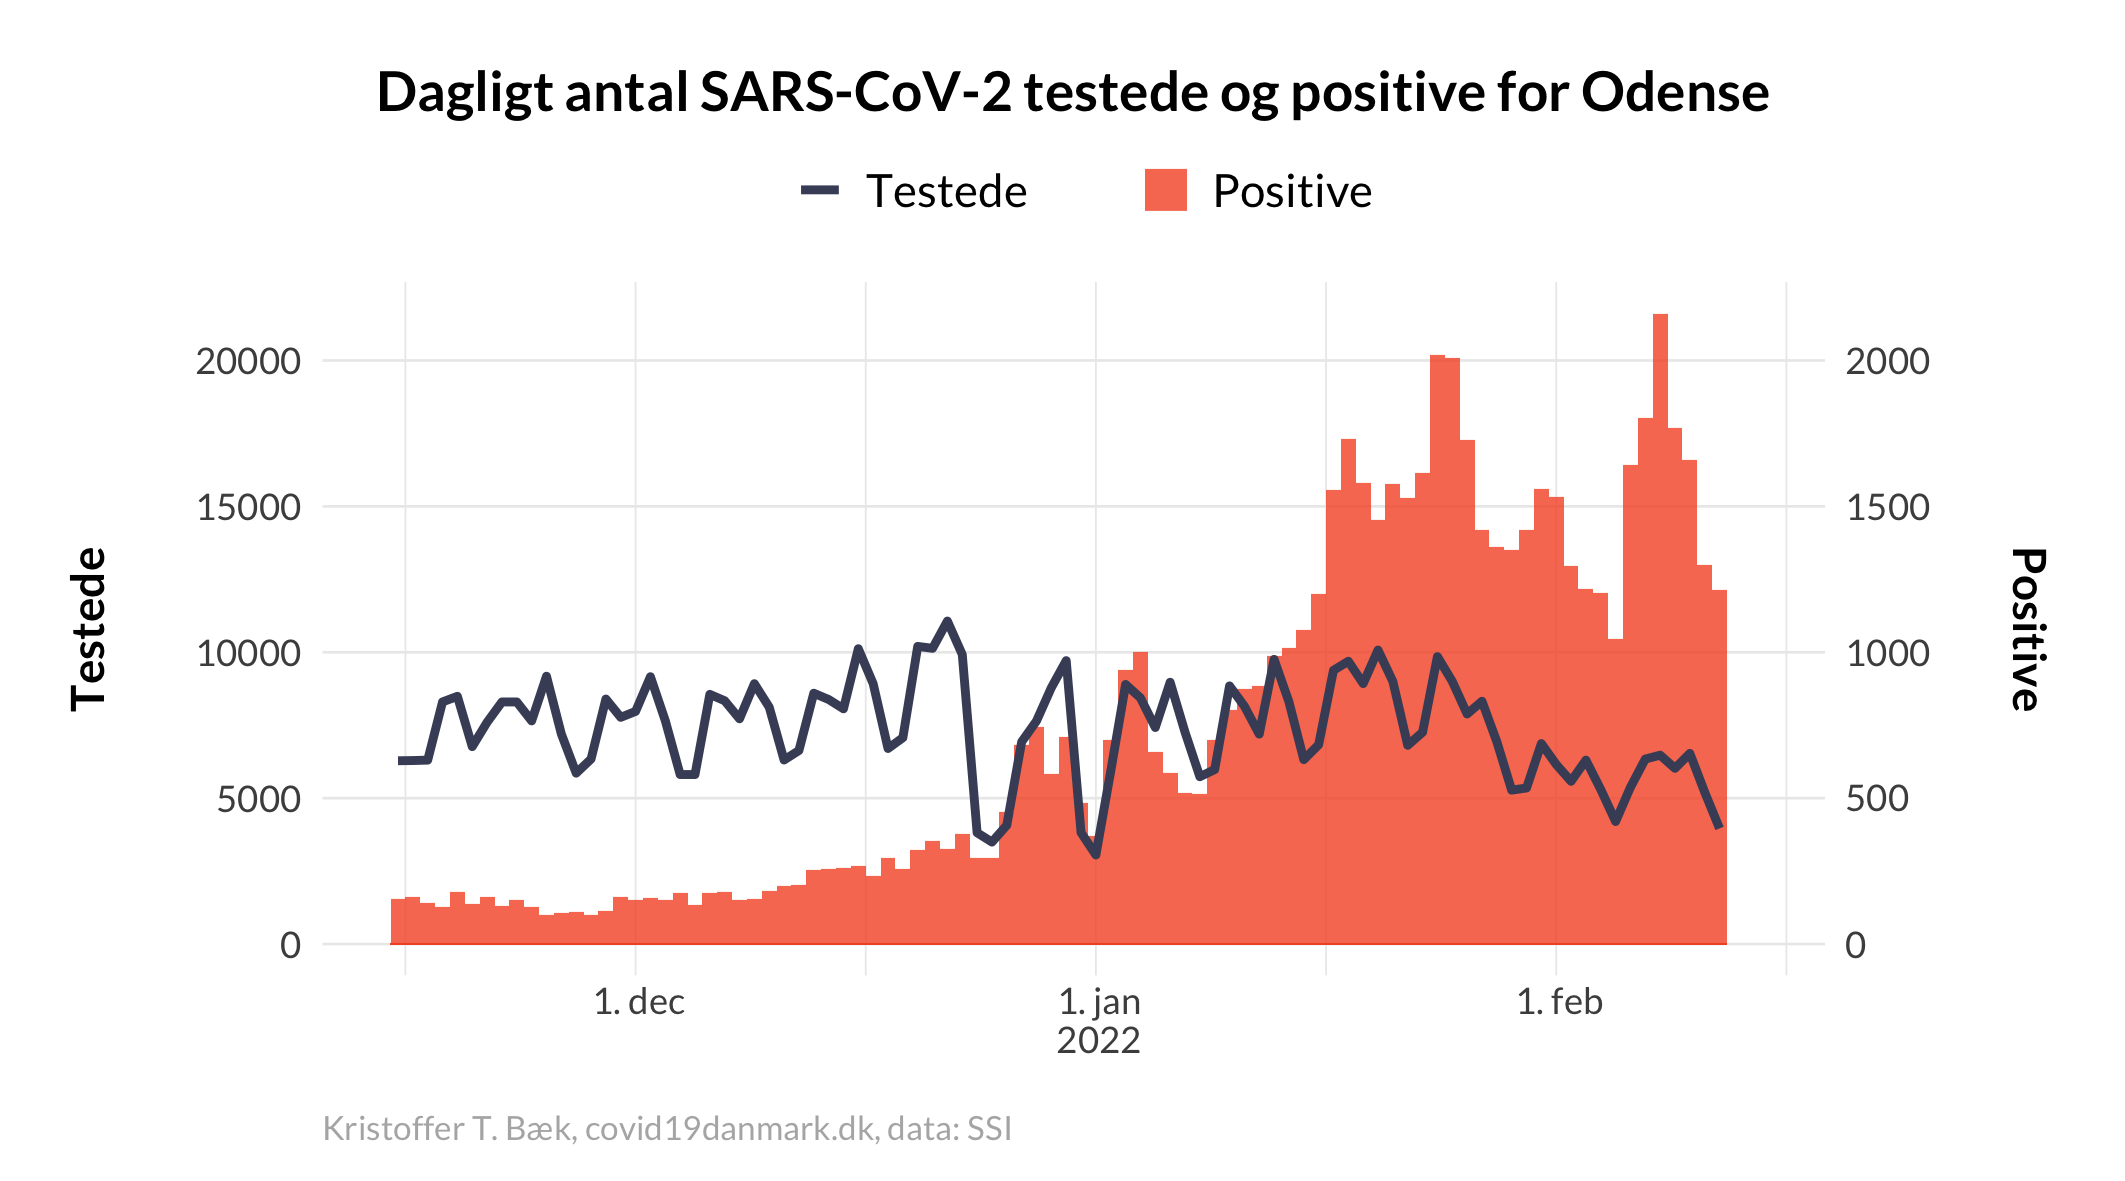 Dagligt antal SARS-CoV-2 testede og positive for Odense
Testede
Positive
Testede
20000
15000
10000
5000
0
2000
1500
1000
500
0
Positive
1. dec
1. jan
2022
1. feb
Kristoffer T. Bæk, covid19danmark.dk, data: SSI